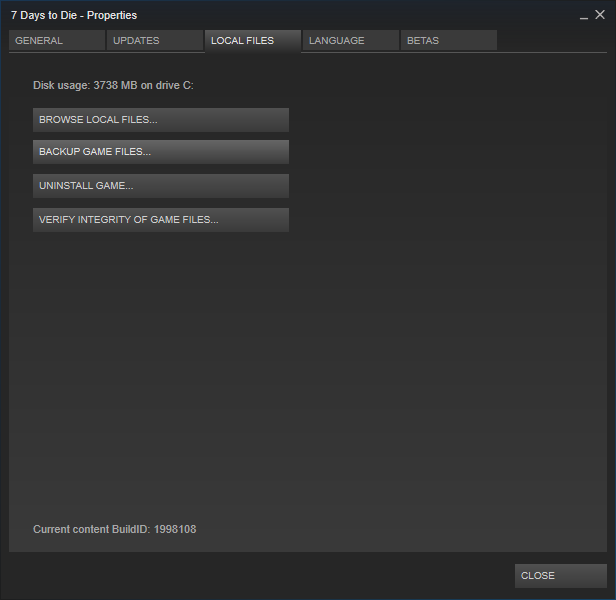 7 Days to Die - Properties
GENERAL UPDATES LOCAL FILES LANGUAGE BETAS
Disk usage: 3738 MB on drive C:
BROWSE LOCAL FILES...
BACKUP GAME FILES...
UNINSTALL GAME...
VERIFY INTEGRITY OF GAME FILES...
Current content BuildID: 1998108
CLOSE